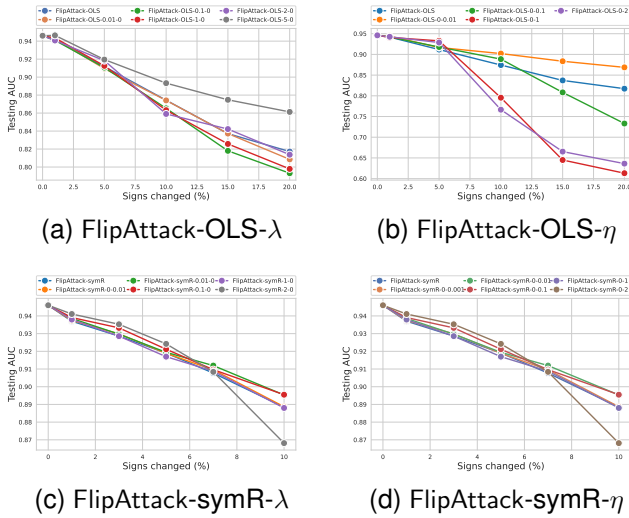 FlipAttack-OLS
FlipAttack-OLS-0.1-0
FlipAttack-OLS-2-0
FlipAttack-OLS-0.01-0
FlipAttack-OLS-1-0
FlipAttack-OLS-5-0
Testing AUC
0.94
0.92
0.90
0.88
0.86
0.84
0.82
0.80
0.0 2.5 5.0 7.5 10.0 12.5 15.0 17.5 20.0
Signs changed (%)
(a) FlipAttack-OLS-λ
FlipAttack-OLS
FlipAttack-OLS-0-0.1
FlipAttack-OLS-0-2
FlipAttack-OLS-0-0.01
FlipAttack-OLS-0-1
Testing AUC
0.95
0.90
0.85
0.80
0.75
0.70
0.65
0.60
0.0 2.5 5.0 7.5 10.0 12.5 15.0 17.5 20.0
Signs changed (%)
(b) FlipAttack-OLS-η
FlipAttack-symR
FlipAttack-symR-0.01-0
FlipAttack-symR-1-0
FlipAttack-symR-0-0.01
FlipAttack-symR-0.1-0
FlipAttack-symR-2-0
Testing AUC
0.94
0.93
0.92
0.91
0.90
0.89
0.88
0.87
0 2 4 6 8 10
Signs changed (%)
(c) FlipAttack-symR-λ
FlipAttack-symR
FlipAttack-symR-0-0.01
FlipAttack-symR-0-1
FlipAttack-symR-0-0.001
FlipAttack-symR-0-0.1
FlipAttack-symR-0-2
Testing AUC
0.94
0.93
0.92
0.91
0.90
0.89
0.88
0.87
0 2 4 6 8 10
Signs changed (%)
(d) FlipAttack-symR-η